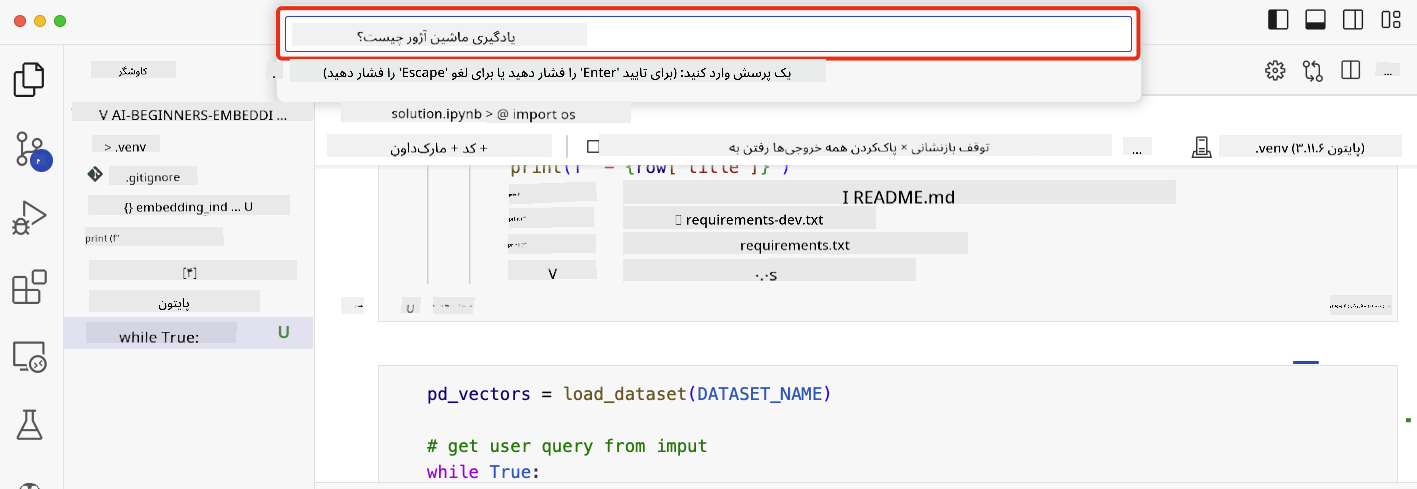 یادگیری ماشین آژور چیست؟
یک پرسش وارد کنید: (برای تایید 'Enter' را فشار دهید یا برای لغو 'Escape' را فشار دهید)
کاوشگر
...
V AI-BEGINNERS-EMBEDDI ...
> .venv
.gitignore
{} embedding_ind ... U
print (f"
[۴]
پایتون
while True:
U
solution.ipynb > @ import os
+ کد + مارک‌داون
توقف بازنشانی × پاک‌کردن همه خروجی‌ها رفتن به
...
.venv (پایتون ۳.۱۱.۶)
print(f" - {row["title"]}")
I README.md
requirements-dev.txt
requirements.txt
V
۰.۰s
U
pd_vectors = load_dataset(DATASET_NAME)
# get user query from imput
while True: